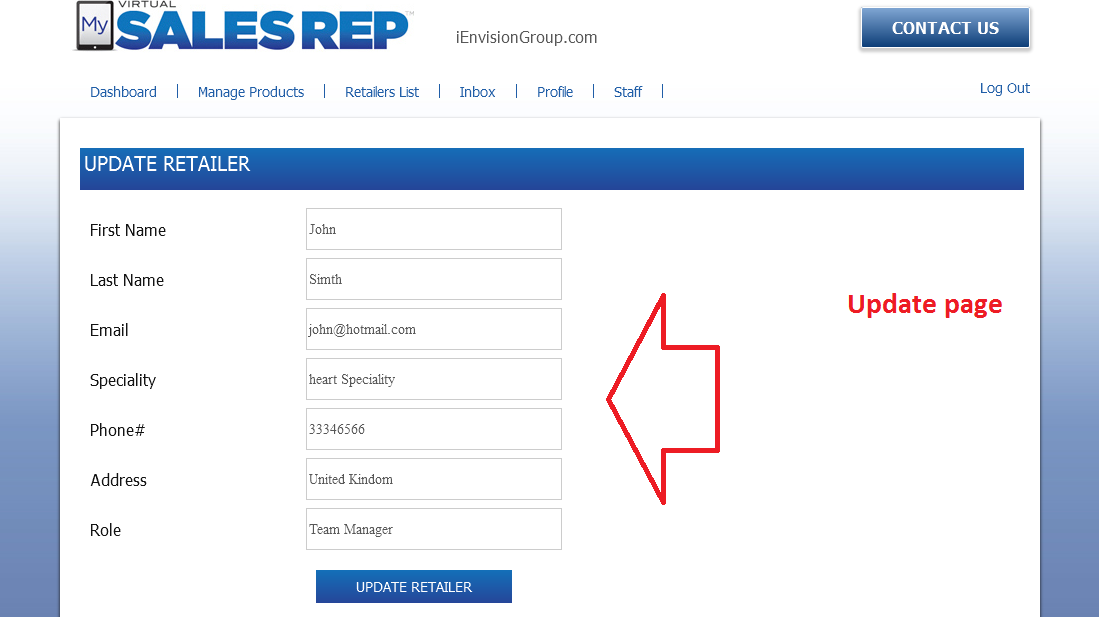 VIRTUAL
My SALES REP™
iEnvisionGroup.com
CONTACT US
Dashboard | Manage Products | Retailers List | Inbox | Profile | Staff |
Log Out
UPDATE RETAILER
First Name John
Last Name Simth
Email john@hotmail.com
Speciality heart Speciality
Phone# 33346566
Address United Kindom
Role Team Manager
UPDATE RETAILER
Update page